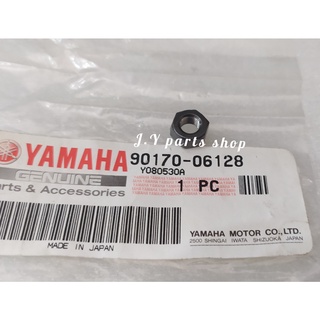 J.Y parts shop
YAMAHA 90170-06128
GENUINE Y080530A
Parts & Accessories 1 PC
MADE IN JAPAN
YAMAHA MOTOR CO., LTD.
2500 SHINGAI IWATA SHIZUOKA JAPAN